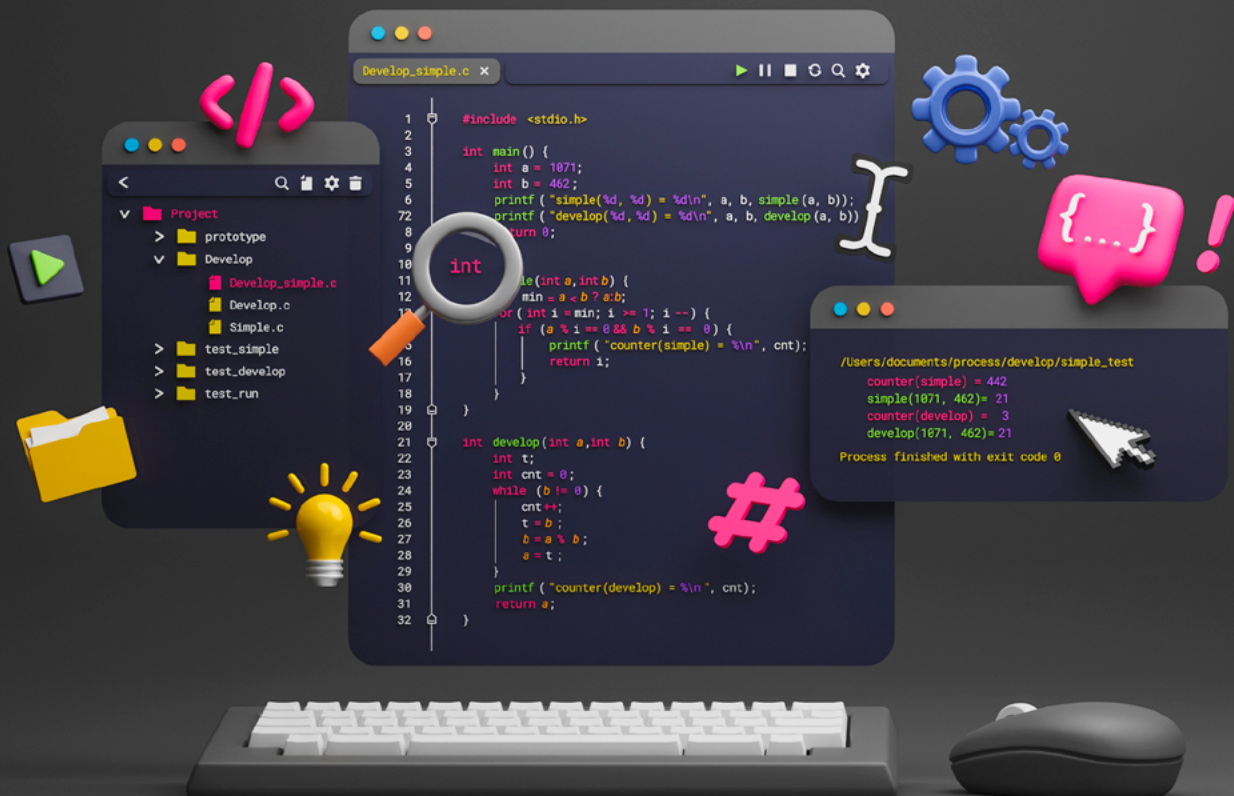 </>
Project
prototype
Develop
Develop_simple.c
Develop.c
Simple.c
test_simple
test_develop
test_run
Develop_simple.c ×
1 #include <stdio.h>
2
3 int main() {
4 int a = 1071;
5 int b = 462;
6 printf ( "simple(%d, %d) = %d\n", a, b, simple(a, b));
72 printf ( "develop(%d, %d) = %d\n", a, b, develop(a, b))
8 turn 0;
9
10
int
11 le(int a,int b) {
12 min = a < b ? a:b;
or ( int i = min; i >= 1; i --) {
if (a % i == 0 && b % i == 0) {
printf ( "counter(simple) = %\n", cnt);
16 return i;
17 }
18 }
19 }
20
21 int develop(int a,int b) {
22 int t;
23 int cnt = 0;
24 while (b != 0) {
25 cnt++;
26 t = b ;
27 b = a % b;
28 a = t ;
29 }
30 printf ( "counter(develop) = %\n", cnt);
31 return a;
32 }
{...}
!
/Users/documents/process/develop/simple_test
counter(simple) = 442
simple(1071, 462)= 21
counter(develop) = 3
develop(1071, 462)= 21
Process finished with exit code 0
#